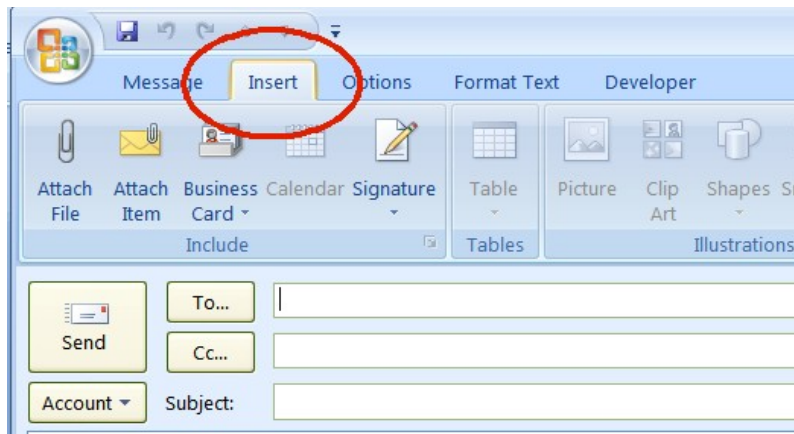 Message Insert Options Format Text Developer
Attach Attach Business Calendar Signature Table Picture Clip Shapes
File Item Card Art
Include Tables Illustrations
To...
Send
Cc...
Account Subject: